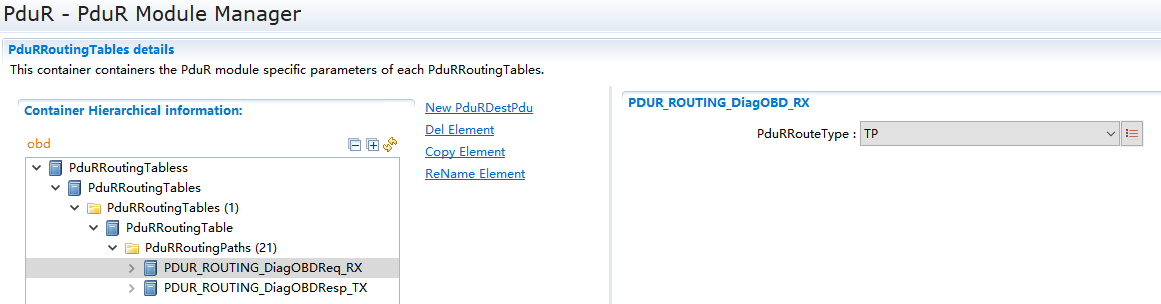 PduR - PduR Module Manager
PduRRoutingTables details
This container containers the PduR module specific parameters of each PduRRoutingTables.
Container Hierarchical information:
obd
PduRRoutingTabless
PduRRoutingTables
PduRRoutingTables (1)
PduRRoutingTable
PduRRoutingPaths (21)
PDUR_ROUTING_DiagOBDReq_RX
PDUR_ROUTING_DiagOBDResp_TX
New PduRDestPdu
Del Element
Copy Element
ReName Element
PDUR_ROUTING_DiagOBD_RX
PduRRouteType : TP